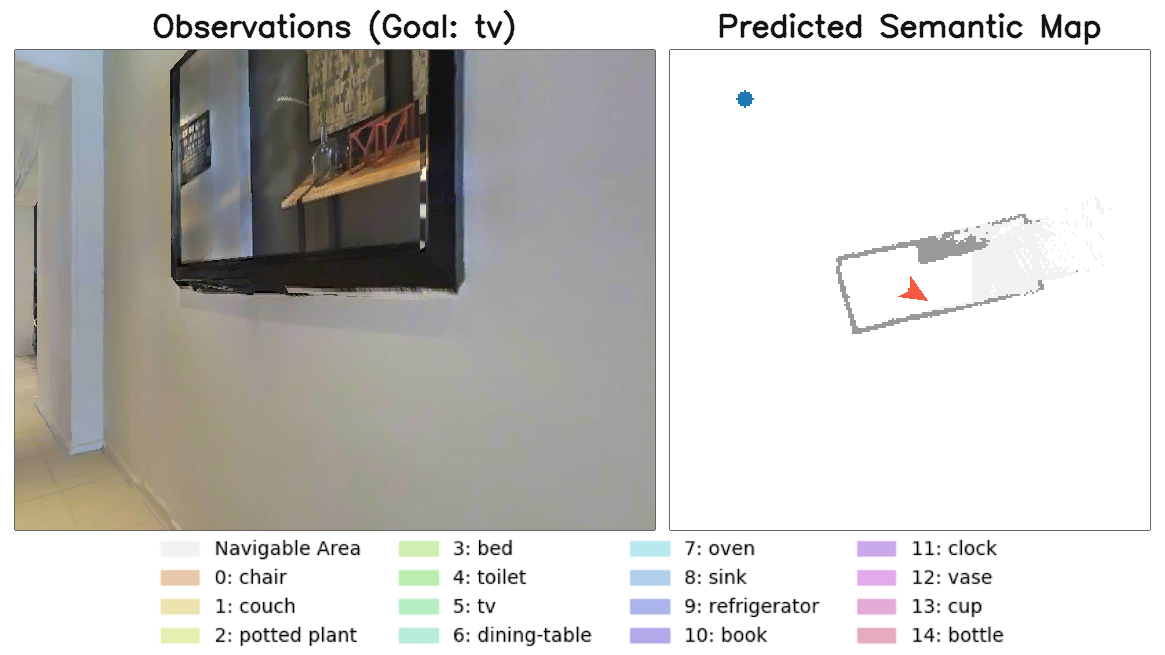 Observations (Goal: tv)
Predicted Semantic Map
Navigable Area
0: chair
1: couch
2: potted plant
3: bed
4: toilet
5: tv
6: dining-table
7: oven
8: sink
9: refrigerator
10: book
11: clock
12: vase
13: cup
14: bottle